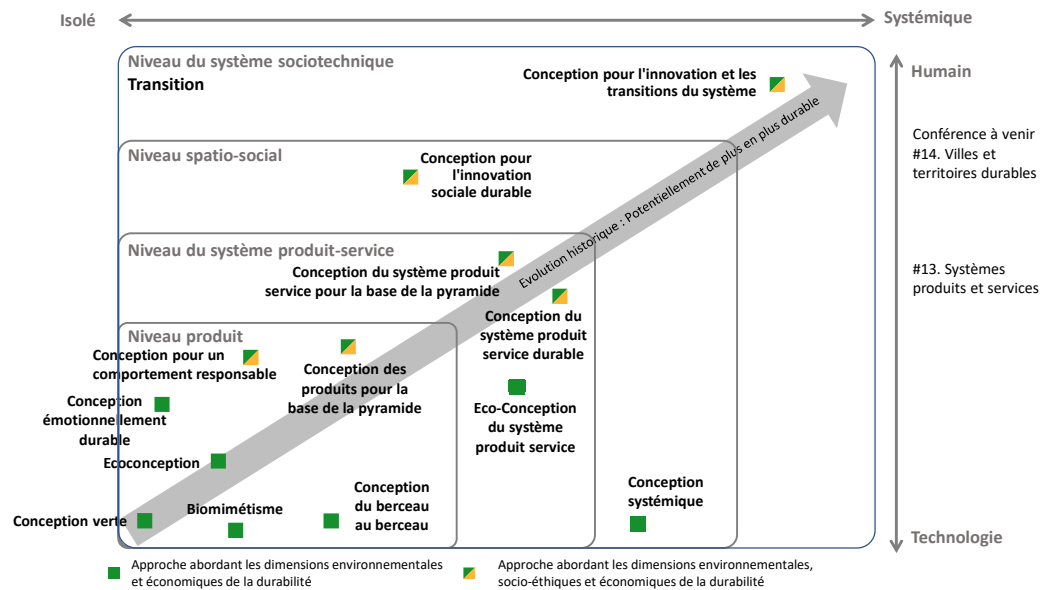 Isolé
Systémique
Niveau du système sociotechnique
Transition
Conception pour l'innovation et les
transitions du système
Humain
Conférence à venir
#14. Villes et
territoires durables
Niveau spatio-social
Conception pour
l'innovation
sociale durable
Evolution historique : Potentiellement de plus en plus durable
Niveau du système produit-service
Conception du système produit
service pour la base de la pyramide
#13. Systèmes
produits et services
Conception du
système produit
service durable
Niveau produit
Conception pour un
comportement responsable
Conception des
produits pour la
base de la pyramide
Conception
émotionnellement
durable
Eco-Conception
du système
produit service
Ecoconception
Conception verte
Biomimétisme
Conception
du berceau
au berceau
Conception
systémique
Technologie
Approche abordant les dimensions environnementales
et économiques de la durabilité
Approche abordant les dimensions environnementales,
socio-éthiques et économiques de la durabilité